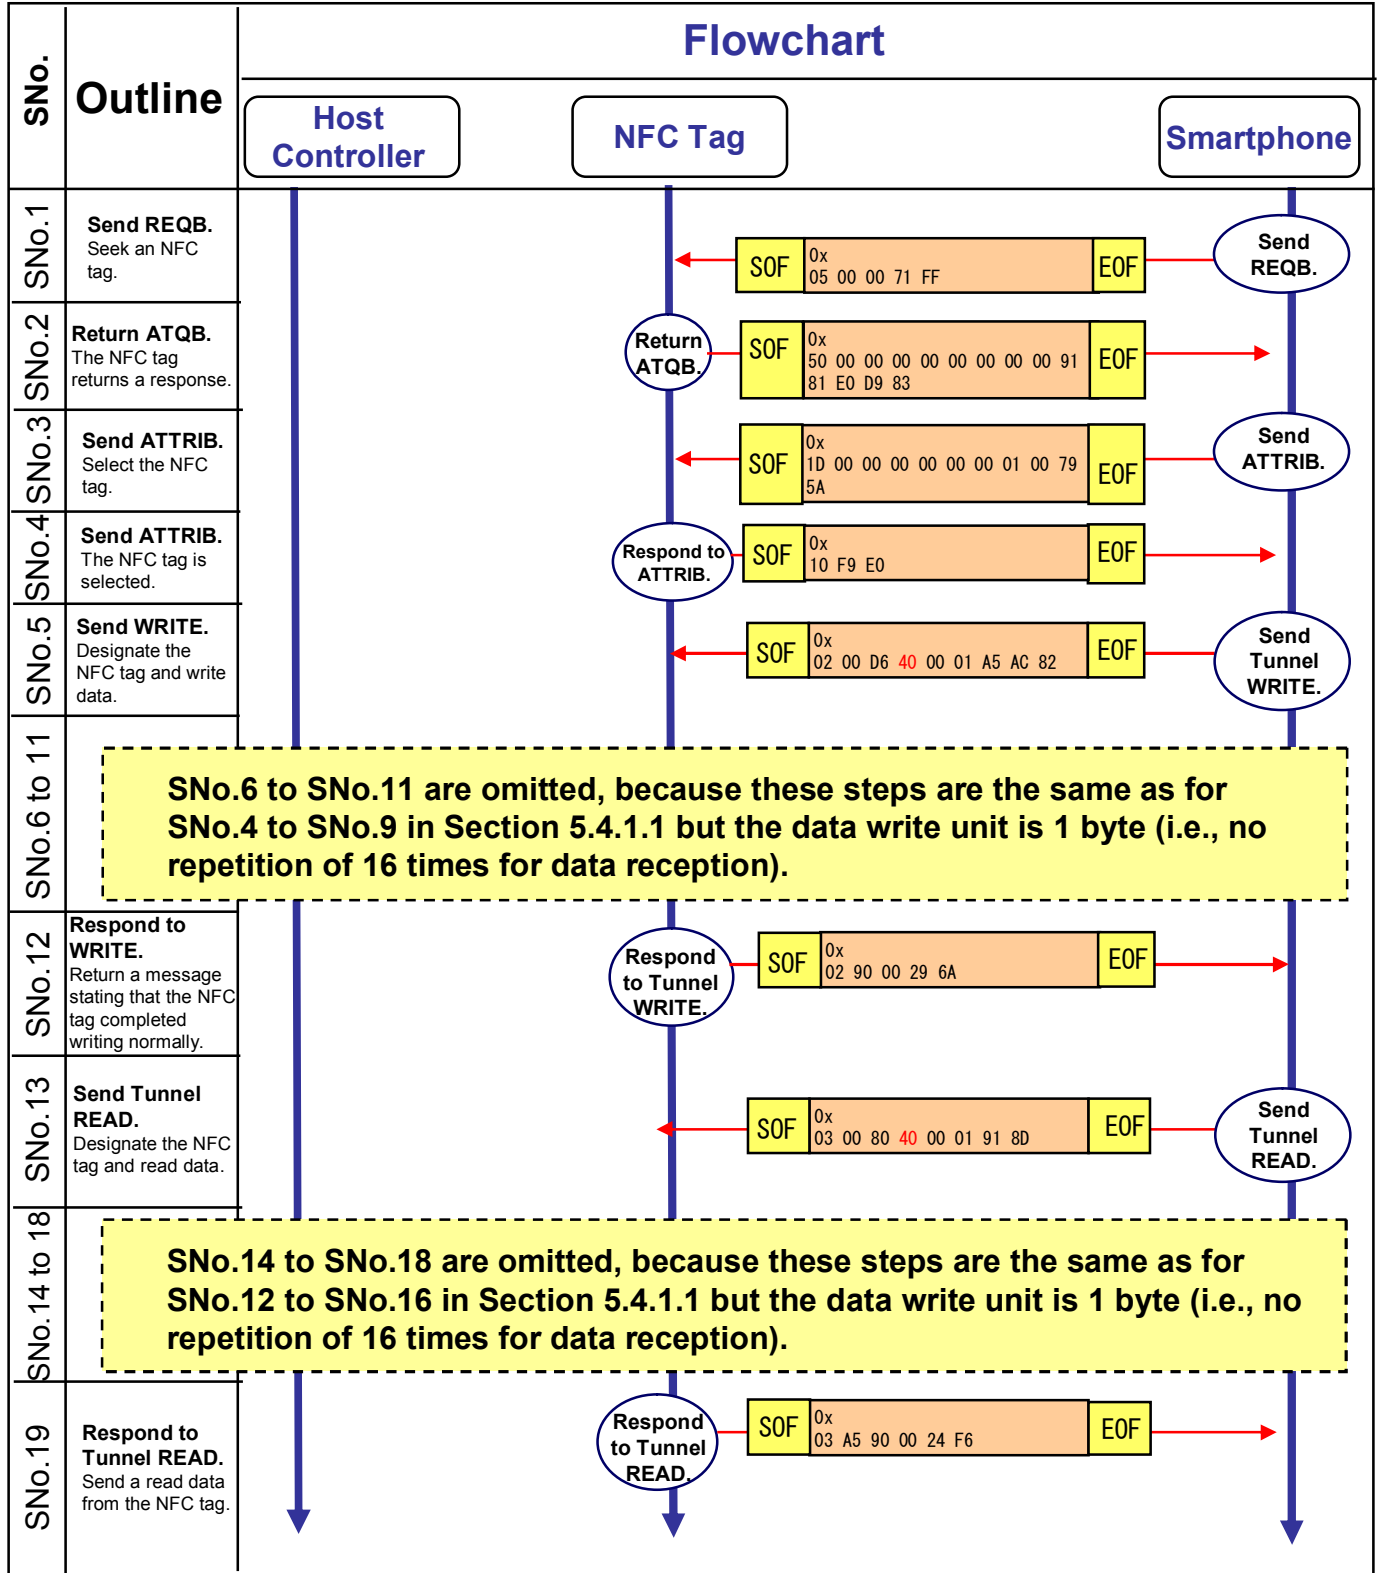 SNo.
Outline
Flowchart
Host
Controller
NFC Tag
Smartphone
SNo.1
Send REQB.
Seek an NFC
tag.
SOF
0x
05 00 00 71 FF
EOF
Send
REQB.
SNo.2
Return ATQB.
The NFC tag
returns a response.
Return
ATQB.
SOF
0x
50 00 00 00 00 00 00 00 00 91
81 E0 D9 83
EOF
SNo.3
Send ATTRIB.
Select the NFC
tag.
SOF
0x
1D 00 00 00 00 00 00 01 00 79
5A
EOF
Send
ATTRIB.
SNo.4
Send ATTRIB.
The NFC tag is
selected.
Respond to
ATTRIB.
SOF
0x
10 F9 E0
EOF
SNo.5
Send WRITE.
Designate the
NFC tag and write
data.
SOF
0x
02 00 D6 40 00 01 A5 AC 82
EOF
Send
Tunnel
WRITE.
SNo.6 to 11
SNo.6 to SNo.11 are omitted, because these steps are the same as for
SNo.4 to SNo.9 in Section 5.4.1.1 but the data write unit is 1 byte (i.e., no
repetition of 16 times for data reception).
SNo.12
Respond to
WRITE.
Return a message
stating that the NFC
tag completed
writing normally.
Respond
to Tunnel
WRITE.
SOF
0x
02 90 00 29 6A
EOF
SNo.13
Send Tunnel
READ.
Designate the NFC
tag and read data.
SOF
0x
03 00 80 40 00 01 91 8D
EOF
Send
Tunnel
READ.
SNo.14 to 18
SNo.14 to SNo.18 are omitted, because these steps are the same as for
SNo.12 to SNo.16 in Section 5.4.1.1 but the data write unit is 1 byte (i.e., no
repetition of 16 times for data reception).
SNo.19
Respond to
Tunnel READ.
Send a read data
from the NFC tag.
Respond
to Tunnel
READ.
SOF
0x
03 A5 90 00 24 F6
EOF